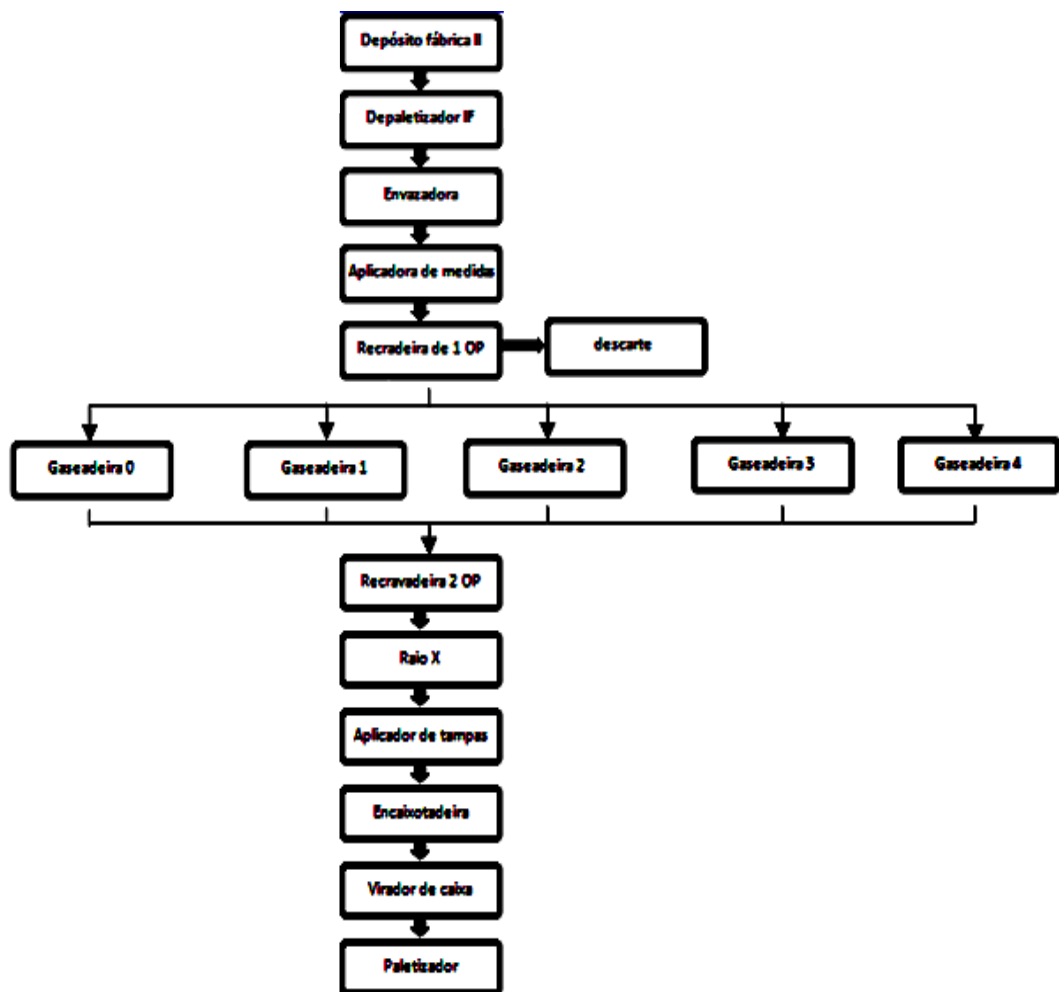 Depósito fábrica II
Depaletizador IF
Envazadora
Aplicadora de medidas
Recradeira de 1 OP
descarte
Gaseadeira 0
Gaseadeira 1
Gaseadeira 2
Gaseadeira 3
Gaseadeira 4
Recravadeira 2 OP
Raio X
Aplicador de tampas
Encaixotadeira
Virador de caixa
Paletizador